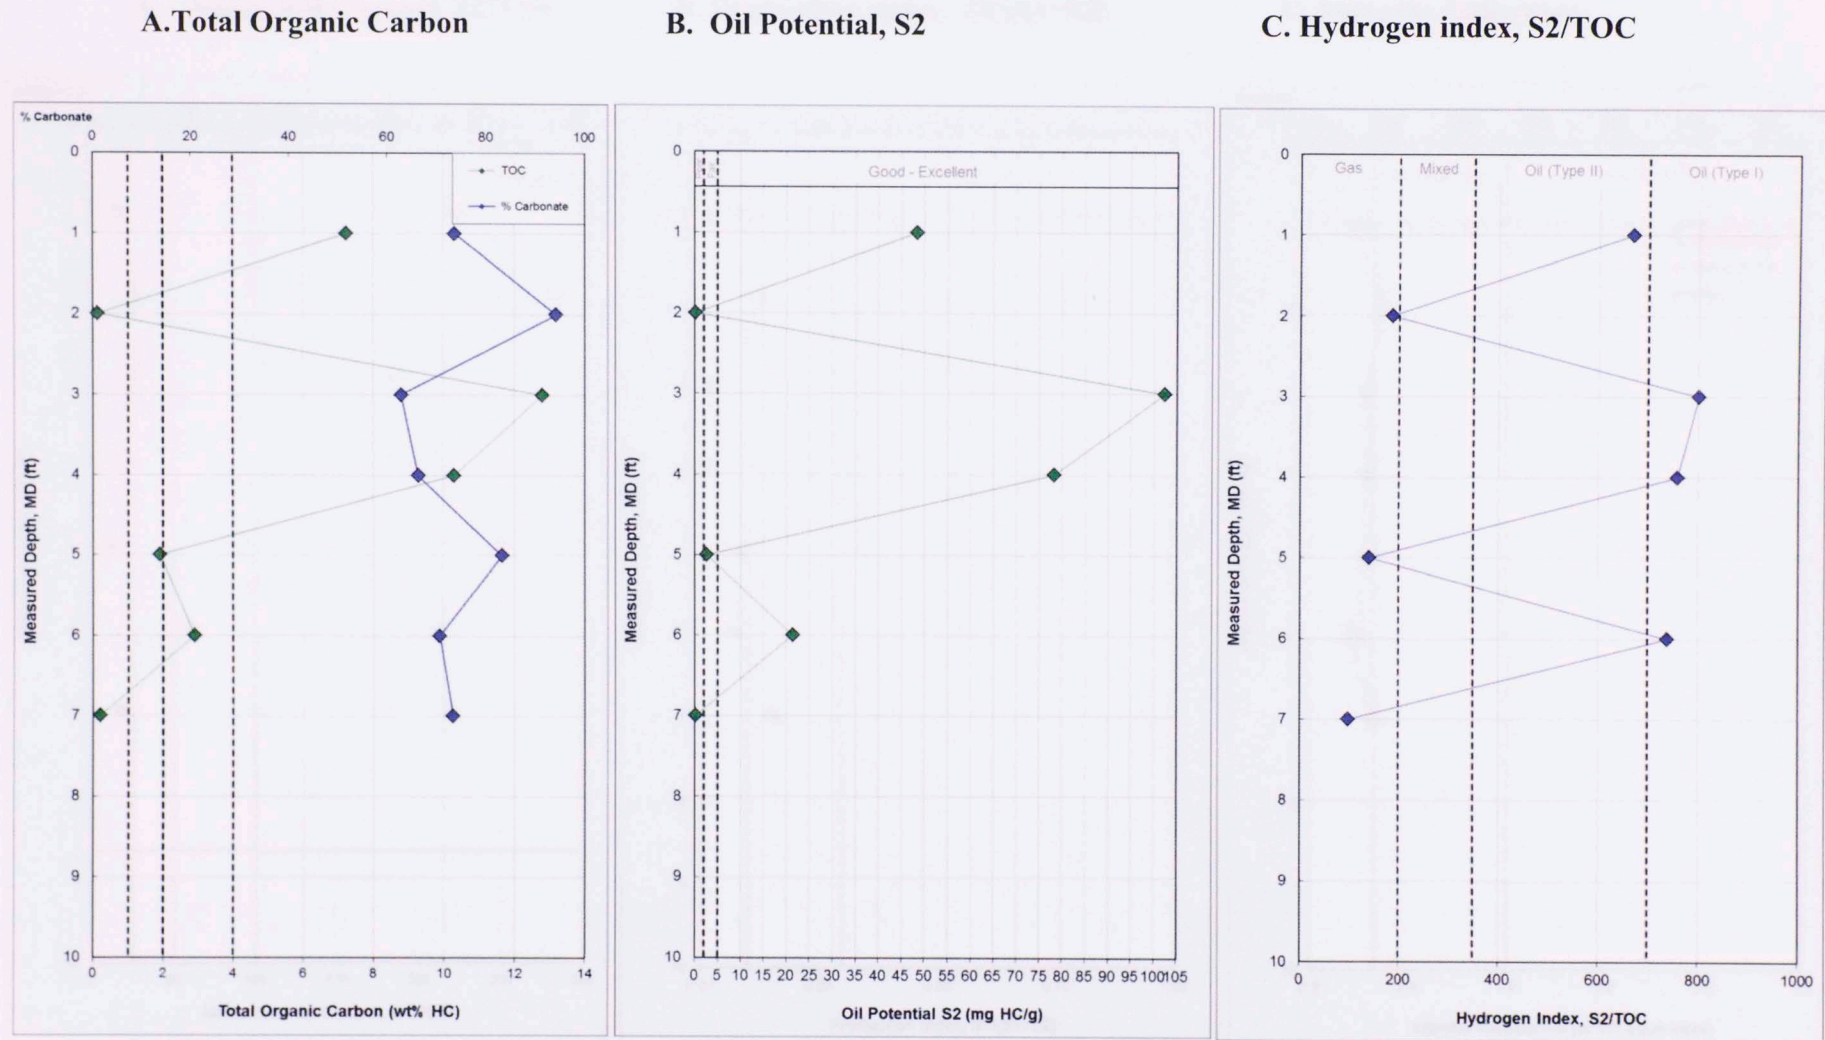 A.Total Organic Carbon
B. Oil Potential, S2
C. Hydrogen index, S2/TOC
% Carbonate
0 20 40 60 80 100
TOC
% Carbonate
0
1
2
3
4
5
6
7
8
9
10
Measured Depth, MD (ft)
0 2 4 6 8 10 12 14
Total Organic Carbon (wt% HC)
Good - Excellent
0
1
2
3
4
5
6
7
8
9
10
Measured Depth, MD (ft)
0 5 10 15 20 25 30 35 40 45 50 55 60 65 70 75 80 85 90 95 100 105
Oil Potential S2 (mg HC/g)
Gas Mixed Oil (Type II) Oil (Type I)
0
1
2
3
4
5
6
7
8
9
10
Measured Depth, MD (ft)
0 200 400 600 800 1000
Hydrogen Index, S2/TOC